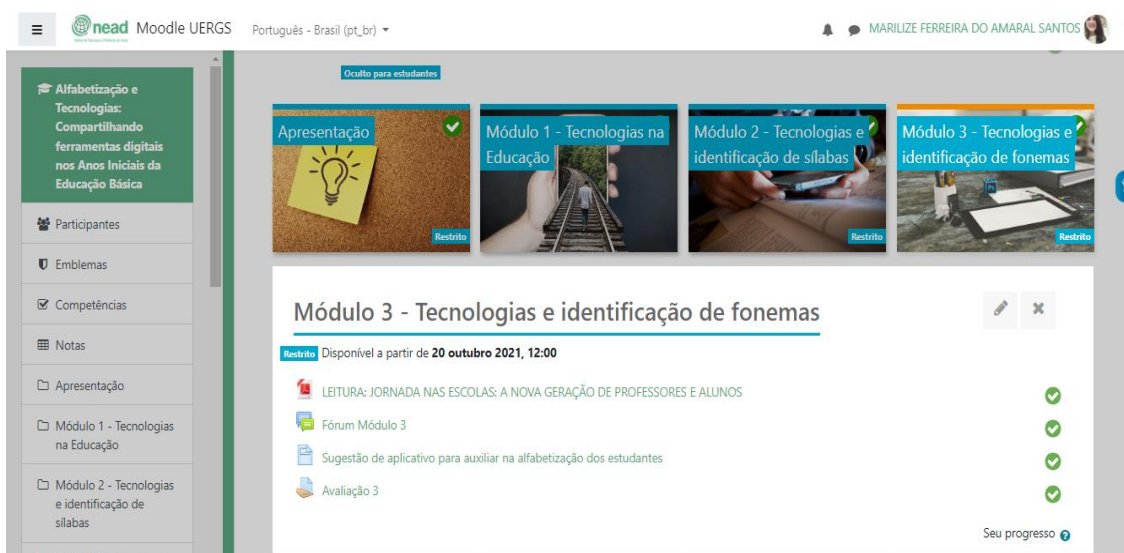 nead Moodle UERGS
Português - Brasil (pt_br)
MARILIZE FERREIRA DO AMARAL SANTOS
Alfabetização e
Tecnologias:
Compartilhando
ferramentas digitais
nos Anos Iniciais da
Educação Básica
Participantes
Emblemas
Competências
Notas
Apresentação
Módulo 1 - Tecnologias
na Educação
Módulo 2 - Tecnologias
e identificação de
sílabas
Oculto para estudantes
Apresentação
Restrito
Módulo 1 - Tecnologias na
Educação
Módulo 2 - Tecnologias e
identificação de sílabas
Restrito
Módulo 3 - Tecnologias e
identificação de fonemas
Restrito
Módulo 3 - Tecnologias e identificação de fonemas
Restrito Disponível a partir de 20 outubro 2021, 12:00
LEITURA: JORNADA NAS ESCOLAS: A NOVA GERAÇÃO DE PROFESSORES E ALUNOS
Fórum Módulo 3
Sugestão de aplicativo para auxiliar na alfabetização dos estudantes
Avaliação 3
Seu progresso